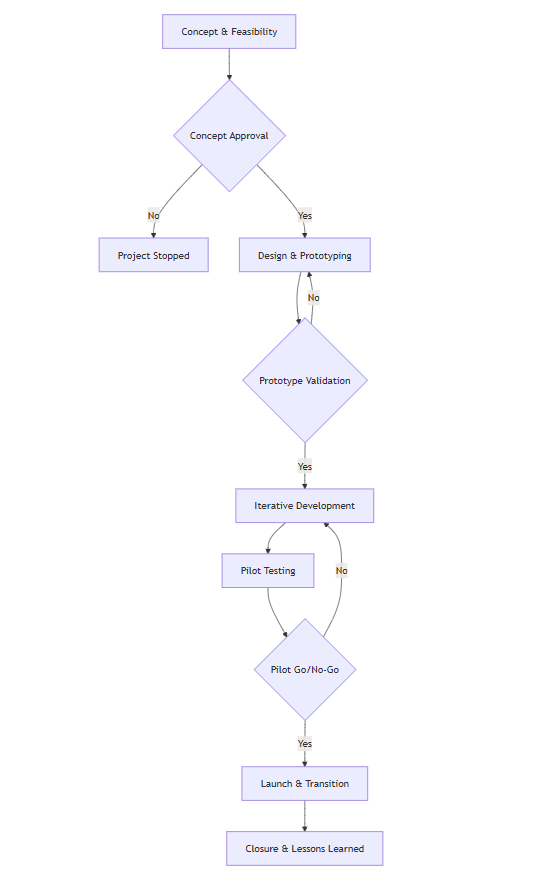 Concept & Feasibility
Concept Approval
No
Yes
Project Stopped
Design & Prototyping
No
Prototype Validation
Yes
Iterative Development
Pilot Testing
No
Pilot Go/No-Go
Yes
Launch & Transition
Closure & Lessons Learned